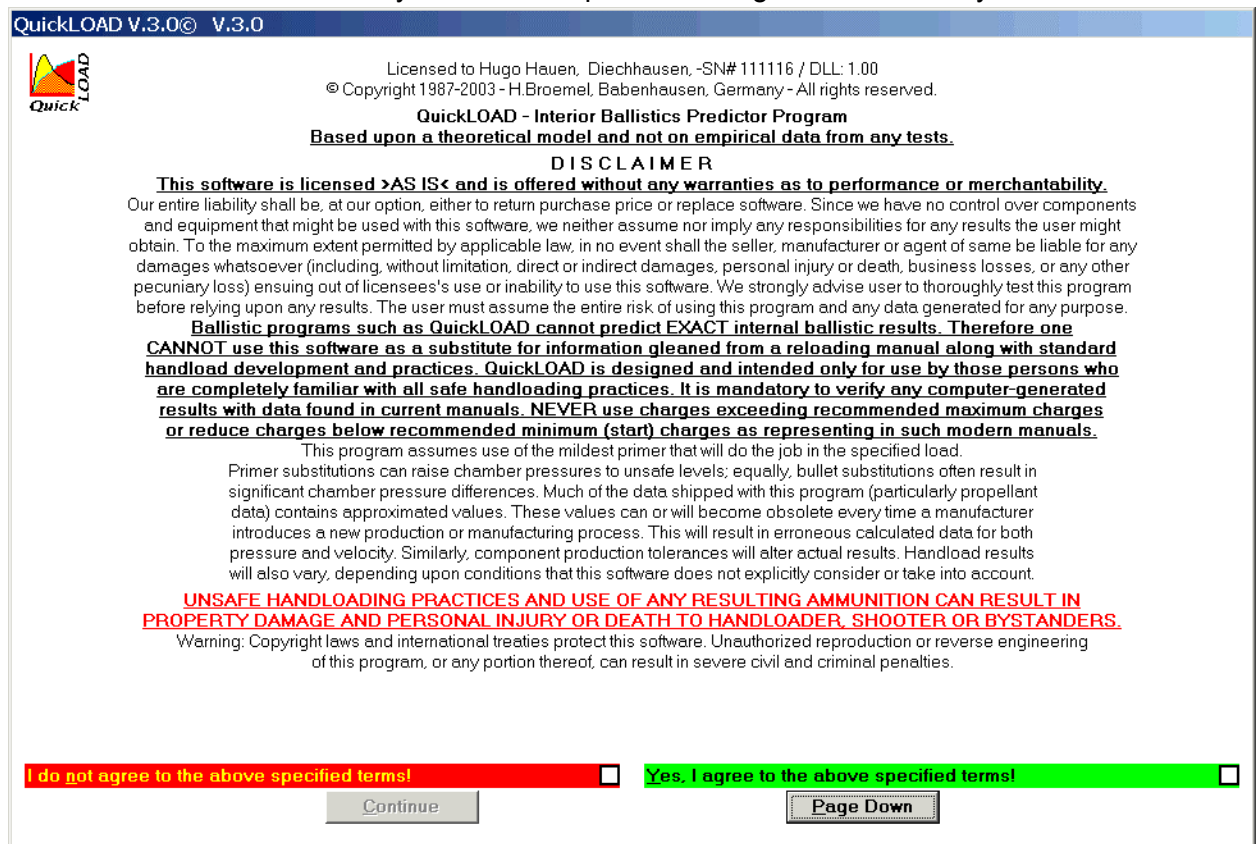 QuickLOAD V.3.0© V.3.0
Quick LOAD
Licensed to Hugo Hauen, Diechhausen, -SN# 111116 / DLL: 1.00
© Copyright 1987-2003 - H.Broemel, Babenhausen, Germany - All rights reserved.
QuickLOAD - Interior Ballistics Predictor Program
Based upon a theoretical model and not on empirical data from any tests.
D I S C L A I M E R
This software is licensed >AS IS< and is offered without any warranties as to performance or merchantability.
Our entire liability shall be, at our option, either to return purchase price or replace software. Since we have no control over components
and equipment that might be used with this software, we neither assume nor imply any responsibilities for any results the user might
obtain. To the maximum extent permitted by applicable law, in no event shall the seller, manufacturer or agent of same be liable for any
damages whatsoever (including, without limitation, direct or indirect damages, personal injury or death, business losses, or any other
pecuniary loss) ensuing out of licensees's use or inability to use this software. We strongly advise user to thoroughly test this program
before relying upon any results. The user must assume the entire risk of using this program and any data generated for any purpose.
Ballistic programs such as QuickLOAD cannot predict EXACT internal ballistic results. Therefore one
CANNOT use this software as a substitute for information gleaned from a reloading manual along with standard
handload development and practices. QuickLOAD is designed and intended only for use by those persons who
are completely familiar with all safe handloading practices. It is mandatory to verify any computer-generated
results with data found in current manuals. NEVER use charges exceeding recommended maximum charges
or reduce charges below recommended minimum (start) charges as representing in such modern manuals.
This program assumes use of the mildest primer that will do the job in the specified load.
Primer substitutions can raise chamber pressures to unsafe levels; equally, bullet substitutions often result in
significant chamber pressure differences. Much of the data shipped with this program (particularly propellant
data) contains approximated values. These values can or will become obsolete every time a manufacturer
introduces a new production or manufacturing process. This will result in erroneous calculated data for both
pressure and velocity. Similarly, component production tolerances will alter actual results. Handload results
will also vary, depending upon conditions that this software does not explicitly consider or take into account.
UNSAFE HANDLOADING PRACTICES AND USE OF ANY RESULTING AMMUNITION CAN RESULT IN
PROPERTY DAMAGE AND PERSONAL INJURY OR DEATH TO HANDLOADER, SHOOTER OR BYSTANDERS.
Warning: Copyright laws and international treaties protect this software. Unauthorized reproduction or reverse engineering
of this program, or any portion thereof, can result in severe civil and criminal penalties.
I do not agree to the above specified terms!
Yes, I agree to the above specified terms!
Continue
Page Down